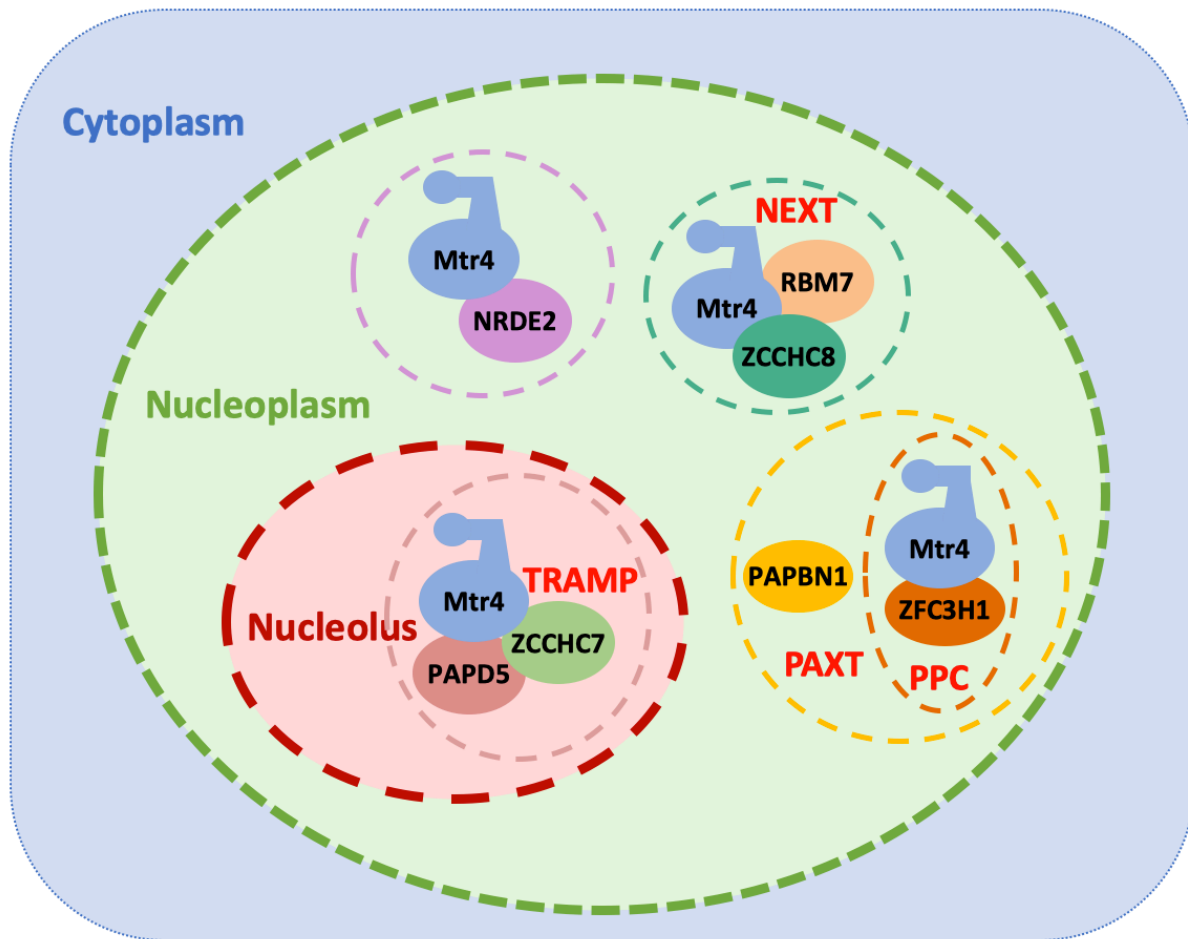 Cytoplasm
Mtr4
NRDE2
NEXT
RBM7
Mtr4
ZCCHC8
Nucleoplasm
Mtr4
PAPBN1
ZFC3H1
PAXT
PPC
Nucleolus
TRAMP
Mtr4
ZCCHC7
PAPD5